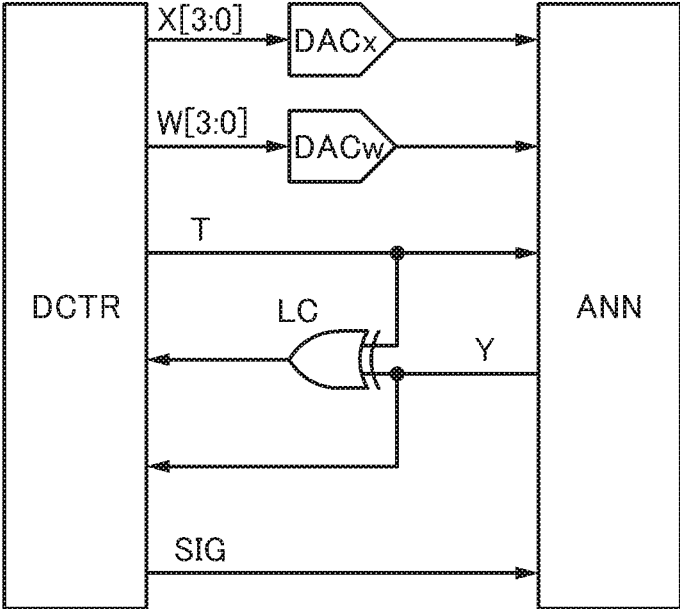 X[3:0]
DACx
W[3:0]
DACw
T
DCTR
LC
ANN
Y
SIG